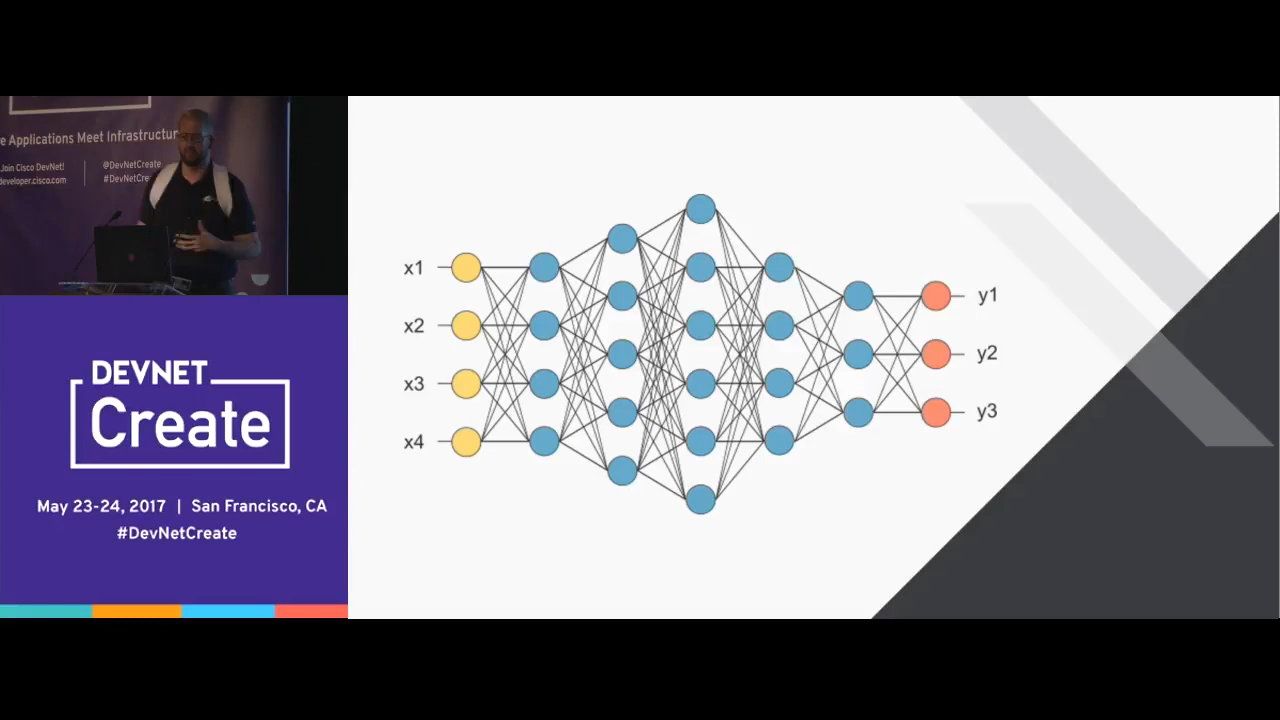 e Applications Meet Infrastructur
Join Cisco DevNet!
developer.cisco.com
@DevNetCreate
#DevNetCre
DEVNET
Create
May 23-24, 2017 | San Francisco, CA
#DevNetCreate
x1
x2
x3
x4
y1
y2
y3